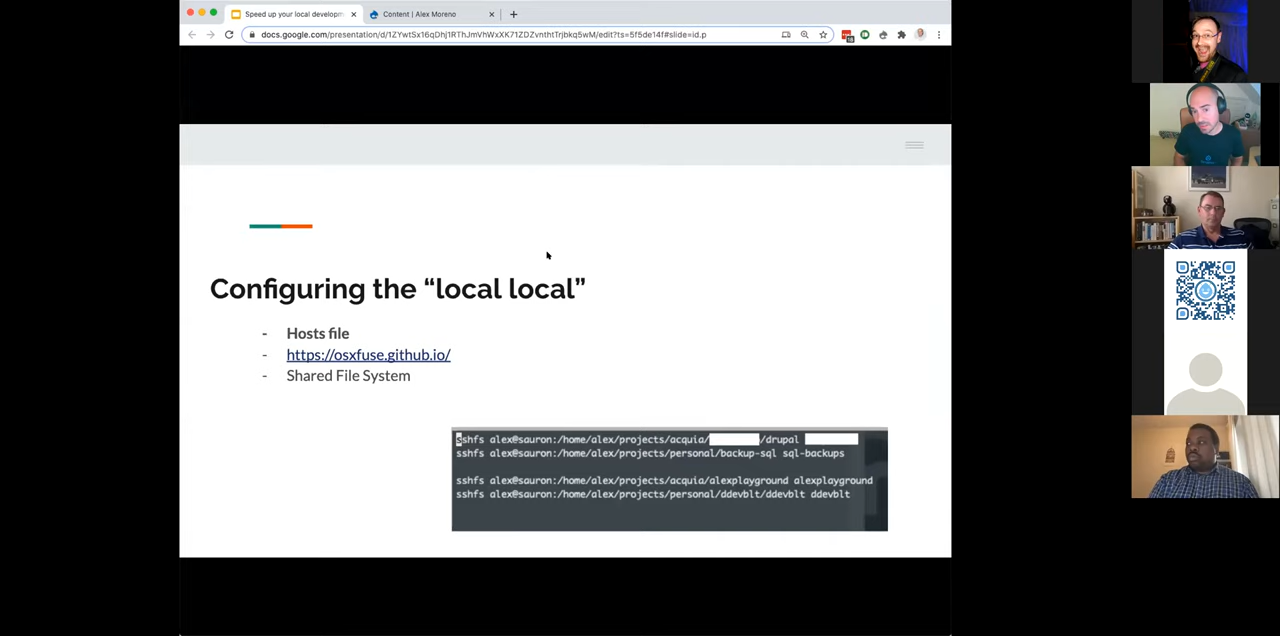 Speed up your local developm
Content | Alex Moreno
docs.google.com/presentation/d/1ZYwtSx16qDhj1RThJmVhWxXK71ZDZvnthtTrjbkq5wM/edit?ts=5f5de14f#slide=id.p
Configuring the “local local”
- Hosts file
- https://osxfuse.github.io/
- Shared File System
sshfs alex@sauron:/home/alex/projects/acquia/ /drupal
sshfs alex@sauron:/home/alex/projects/personal/backup-sql sql-backups
sshfs alex@sauron:/home/alex/projects/acquia/alexplayground alexplayground
sshfs alex@sauron:/home/alex/projects/personal/ddevblt/ddevblt ddevblt